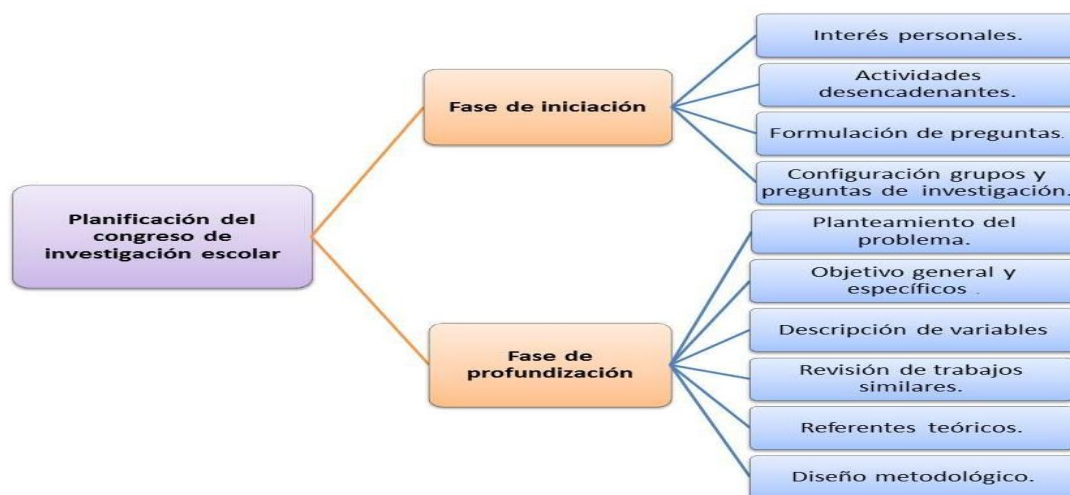 Planificación del
congreso de
investigación escolar
Fase de iniciación
Interés personales.
Actividades
desencadenantes.
Formulación de preguntas.
Configuración grupos y
preguntas de investigación.
Fase de
profundización
Planteamiento del
problema.
Objetivo general y
específicos .
Descripción de variables
Revisión de trabajos
similares.
Referentes teóricos.
Diseño metodológico.